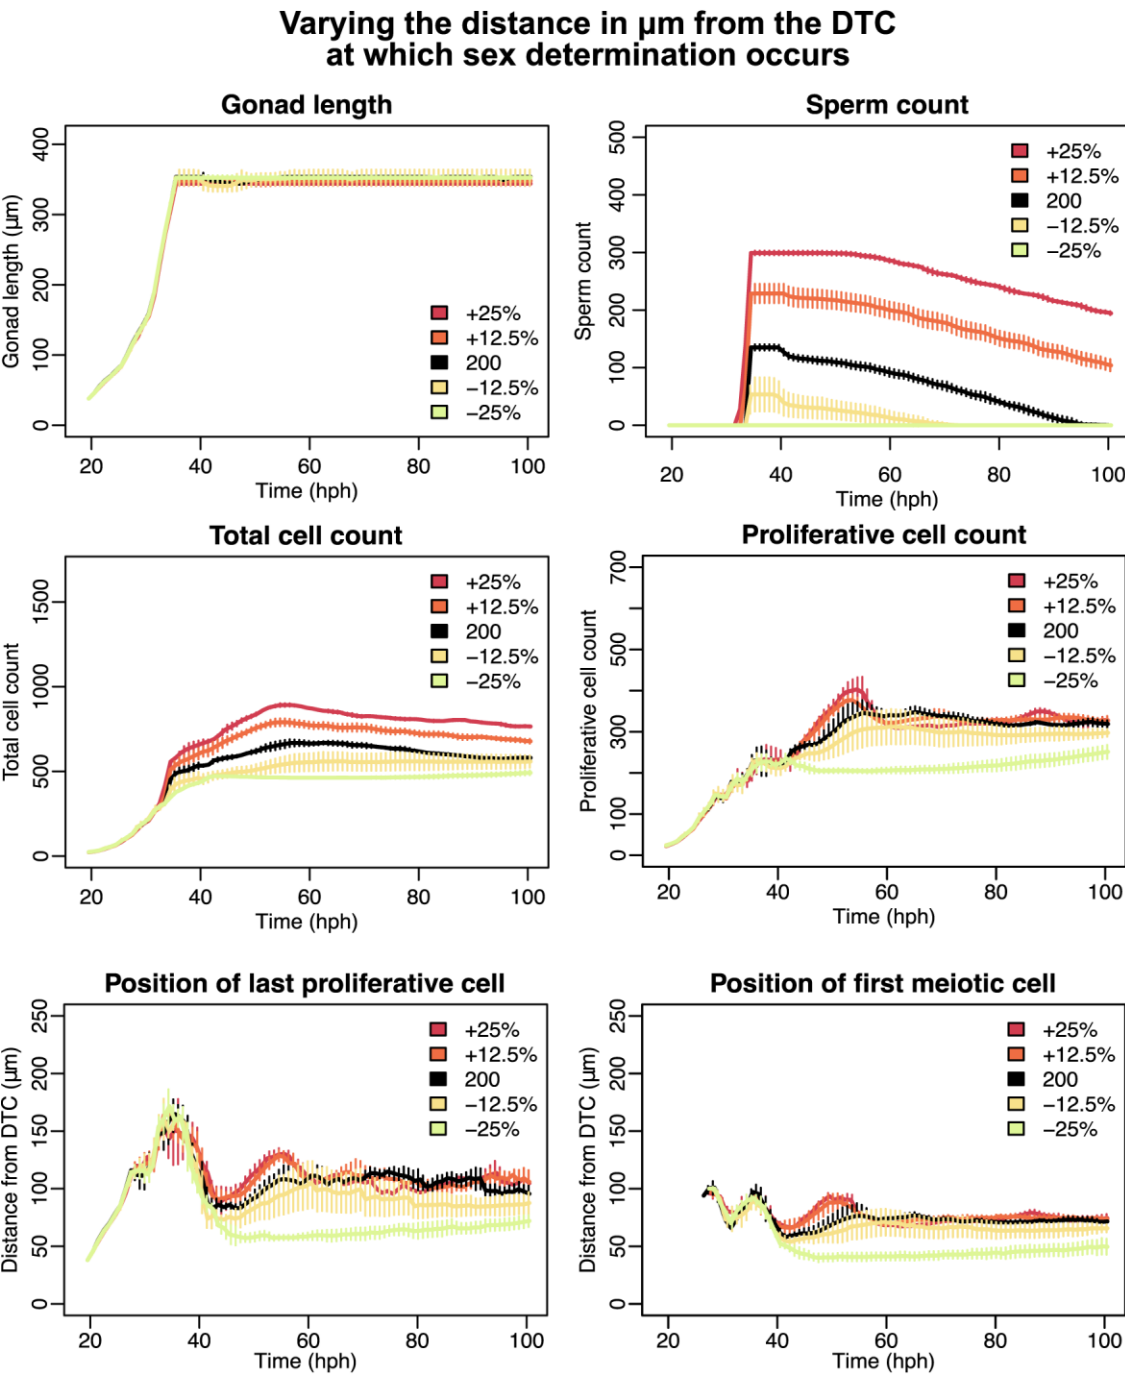 Varying the distance in µm from the DTC
at which sex determination occurs
Gonad length
Gonad length (µm)
400
300
200
100
0
+25%
+12.5%
200
−12.5%
−25%
20 40 60 80 100
Time (hph)
Sperm count
Sperm count
500
400
300
200
100
0
+25%
+12.5%
200
−12.5%
−25%
20 40 60 80 100
Time (hph)
Total cell count
Total cell count
1500
1000
500
0
+25%
+12.5%
200
−12.5%
−25%
20 40 60 80 100
Time (hph)
Proliferative cell count
Proliferative cell count
700
500
300
100
0
+25%
+12.5%
200
−12.5%
−25%
20 40 60 80 100
Time (hph)
Position of last proliferative cell
Distance from DTC (µm)
250
200
150
100
50
0
+25%
+12.5%
200
−12.5%
−25%
20 40 60 80 100
Time (hph)
Position of first meiotic cell
Distance from DTC (µm)
250
200
150
100
50
0
+25%
+12.5%
200
−12.5%
−25%
20 40 60 80 100
Time (hph)